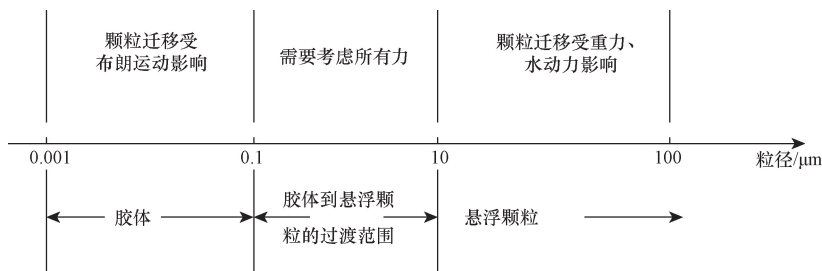 颗粒迁移受
布朗运动影响
需要考虑所有力
颗粒迁移受重力、
水动力影响
0.001
0.1
10
100
粒径/μm
胶体
胶体到悬浮颗
粒的过渡范围
悬浮颗粒